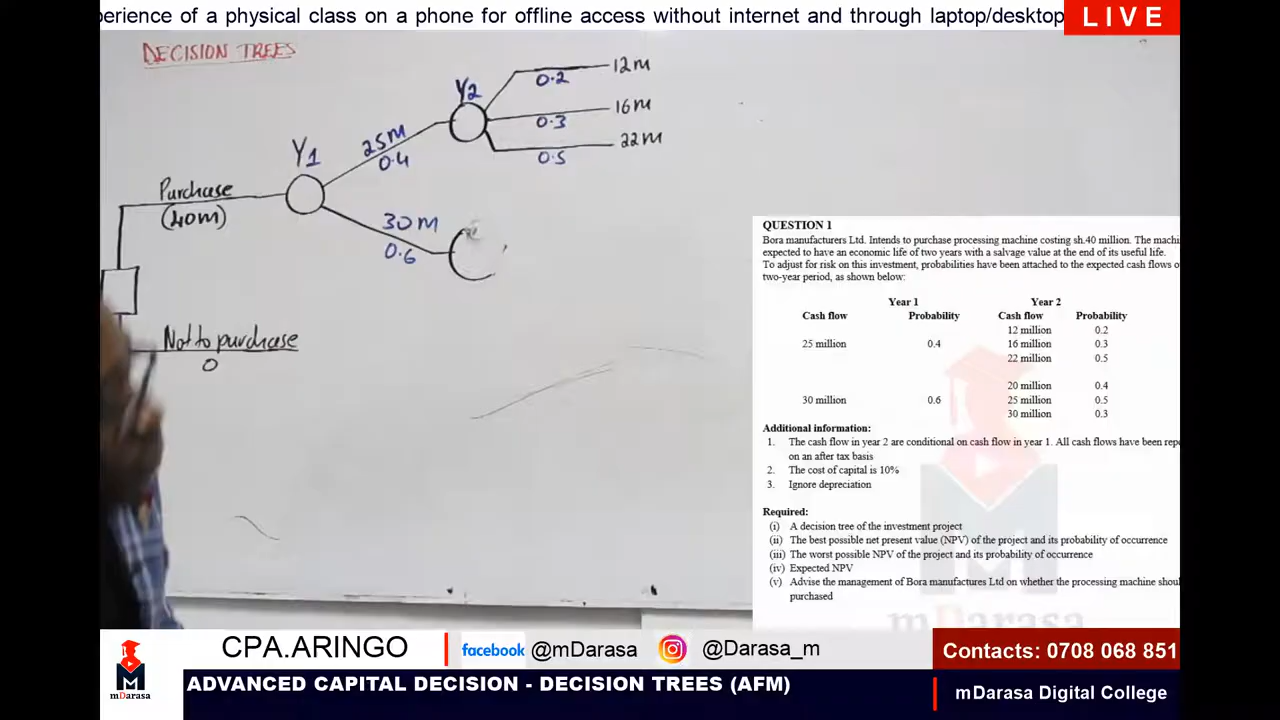 perience of a physical class on a phone for offline access without internet and through laptop/desktop
LIVE
DECISION TREES
Y1
Y2
Purchase
(40m)
Not to purchase
0
25M
0.4
30M
0.6
0.2
12M
0.3
16M
0.5
22M
QUESTION 1
Bora manufacturers Ltd. Intends to purchase processing machine costing sh.40 million. The machi
expected to have an economic life of two years with a salvage value at the end of its useful life.
To adjust for risk on this investment, probabilities have been attached to the expected cash flows o
two-year period, as shown below:
Year 1 Year 2
Cash flow Probability Cash flow Probability
12 million 0.2
25 million 0.4 16 million 0.3
22 million 0.5
20 million 0.4
30 million 0.6 25 million 0.5
30 million 0.3
Additional information:
1. The cash flow in year 2 are conditional on cash flow in year 1. All cash flows have been repo
on an after tax basis
2. The cost of capital is 10%
3. Ignore depreciation
Required:
(i) A decision tree of the investment project
(ii) The best possible net present value (NPV) of the project and its probability of occurrence
(iii) The worst possible NPV of the project and its probability of occurrence
(iv) Expected NPV
(v) Advise the management of Bora manufactures Ltd on whether the processing machine shou
purchased
mDarasa
CPA.ARINGO
facebook @mDarasa
@Darasa_m
Contacts: 0708 068 851
mDarasa
ADVANCED CAPITAL DECISION - DECISION TREES (AFM)
mDarasa Digital College